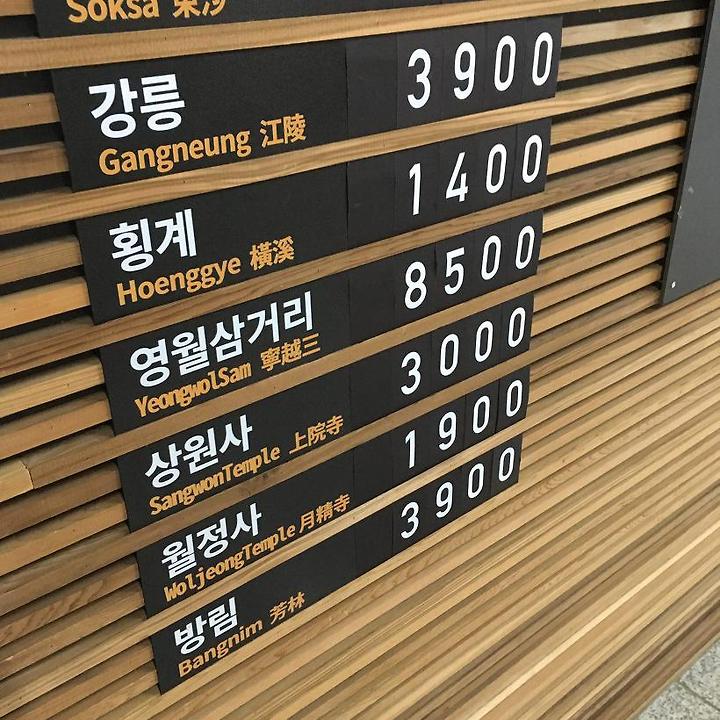 Soksa 束沙
강릉 3900
Gangneung 江陵
횡계 1400
Hoenggye 橫溪
영월삼거리 8500
YeongwolSam 寧越三
상원사 3000
SangwonTemple 上院寺
월정사 1900
WoljeongTemple 月精寺
방림 3900
Bangnim 芳林